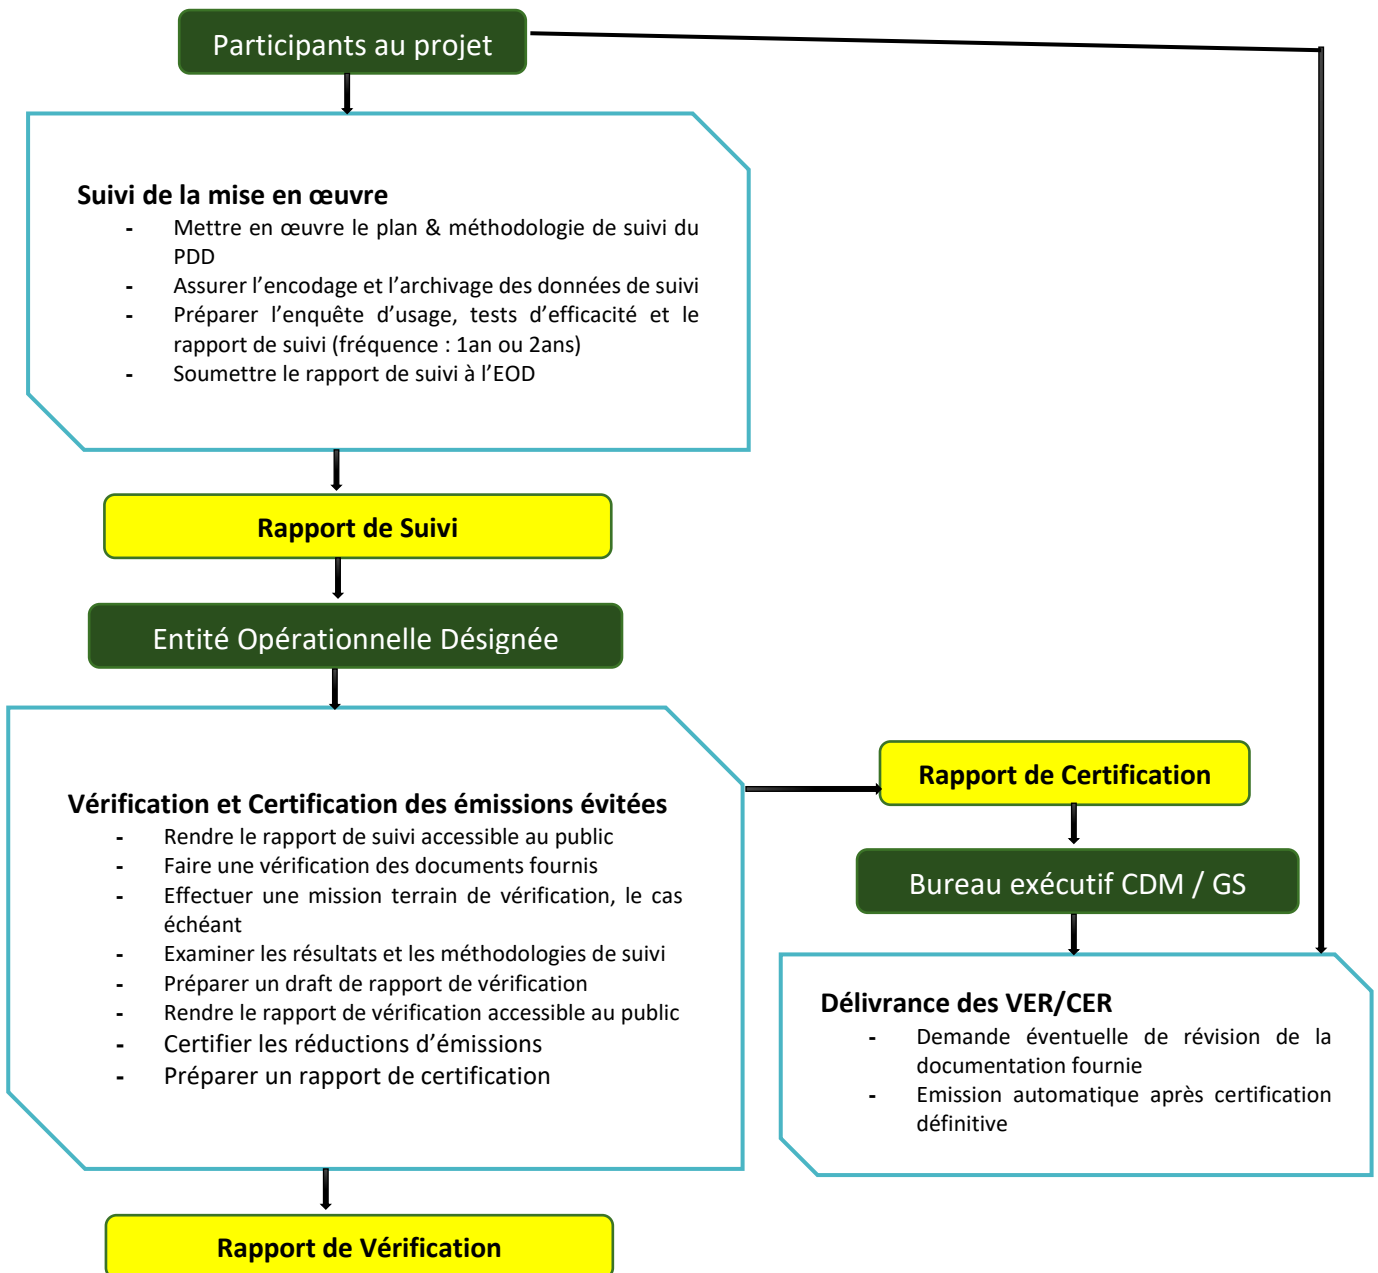 Participants au projet
Suivi de la mise en œuvre
- Mettre en œuvre le plan & méthodologie de suivi du
PDD
- Assurer l’encodage et l’archivage des données de suivi
- Préparer l’enquête d’usage, tests d’efficacité et le
rapport de suivi (fréquence : 1an ou 2ans)
- Soumettre le rapport de suivi à l’EOD
Rapport de Suivi
Entité Opérationnelle Désignée
Vérification et Certification des émissions évitées
- Rendre le rapport de suivi accessible au public
- Faire une vérification des documents fournis
- Effectuer une mission terrain de vérification, le cas
échéant
- Examiner les résultats et les méthodologies de suivi
- Préparer un draft de rapport de vérification
- Rendre le rapport de vérification accessible au public
- Certifier les réductions d’émissions
- Préparer un rapport de certification
Rapport de Certification
Bureau exécutif CDM / GS
Délivrance des VER/CER
- Demande éventuelle de révision de la
documentation fournie
- Emission automatique après certification
définitive
Rapport de Vérification